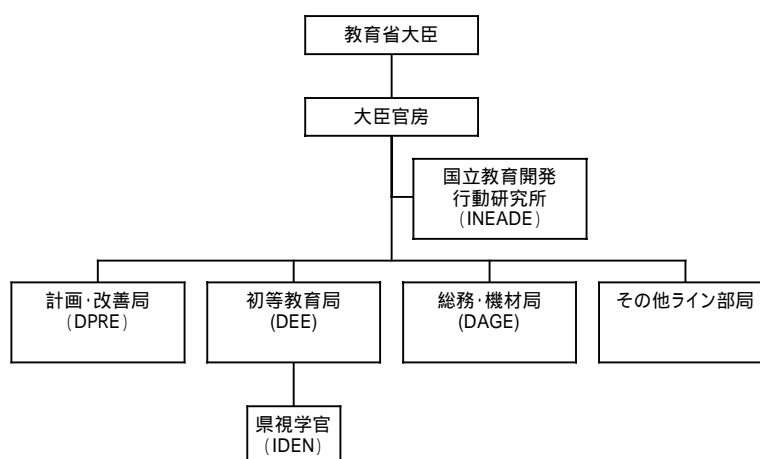 教育省大臣
大臣官房
国立教育開発
行動研究所
(INEADE)
計画・改善局
(DPRE)
初等教育局
(DEE)
総務・機材局
(DAGE)
その他ライン部局
県視学官
(IDEN)